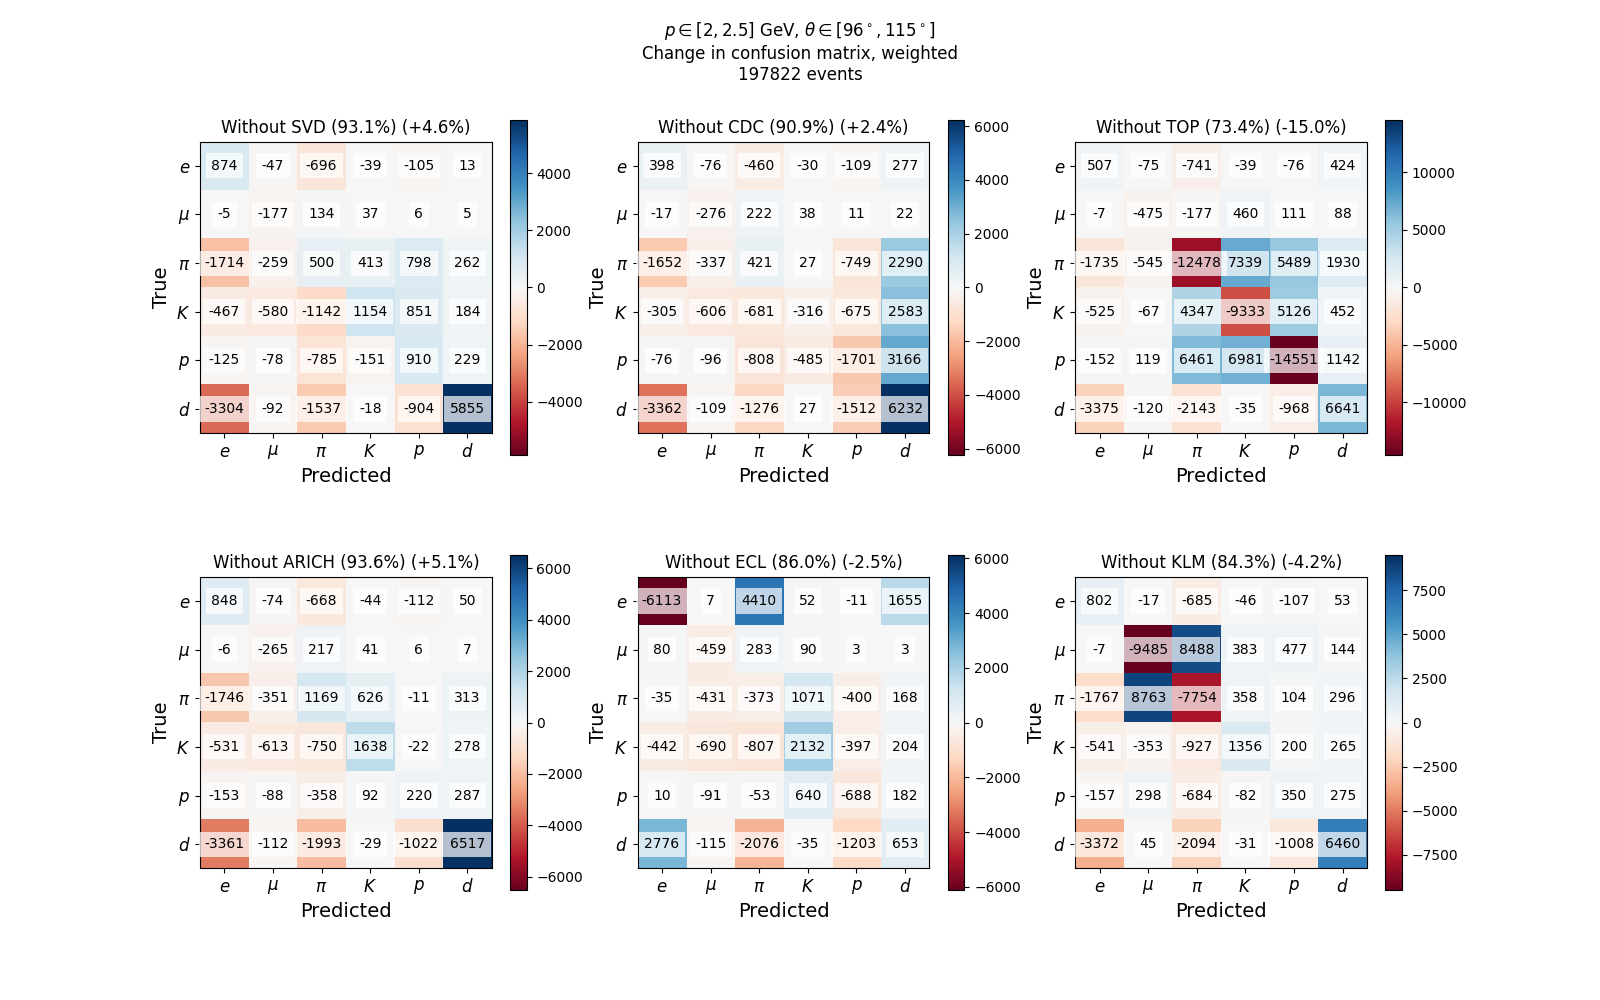 p ∈ [2, 2.5] GeV, θ ∈ [96°, 115°]
Change in confusion matrix, weighted
197822 events
Without SVD (93.1%) (+4.6%)
e 874 -47 -696 -39 -105 13
μ -5 -177 134 37 6 5
π -1714 -259 500 413 798 262
K -467 -580 -1142 1154 851 184
p -125 -78 -785 -151 910 229
d -3304 -92 -1537 -18 -904 5855
e μ π K p d
Predicted
True
4000
2000
0
−2000
−4000
Without CDC (90.9%) (+2.4%)
e 398 -76 -460 -30 -109 277
μ -17 -276 222 38 11 22
π -1652 -337 421 27 -749 2290
K -305 -606 -681 -316 -675 2583
p -76 -96 -808 -485 -1701 3166
d -3362 -109 -1276 27 -1512 6232
e μ π K p d
Predicted
True
6000
4000
2000
0
−2000
−4000
−6000
Without TOP (73.4%) (-15.0%)
e 507 -75 -741 -39 -76 424
μ -7 -475 -177 460 111 88
π -1735 -545 -12478 7339 5489 1930
K -525 -67 4347 -9333 5126 452
p -152 119 6461 6981 -14551 1142
d -3375 -120 -2143 -35 -968 6641
e μ π K p d
Predicted
True
10000
5000
0
−5000
−10000
Without ARICH (93.6%) (+5.1%)
e 848 -74 -668 -44 -112 50
μ -6 -265 217 41 6 7
π -1746 -351 1169 626 -11 313
K -531 -613 -750 1638 -22 278
p -153 -88 -358 92 220 287
d -3361 -112 -1993 -29 -1022 6517
e μ π K p d
Predicted
True
6000
4000
2000
0
−2000
−4000
−6000
Without ECL (86.0%) (-2.5%)
e -6113 7 4410 52 -11 1655
μ 80 -459 283 90 3 3
π -35 -431 -373 1071 -400 168
K -442 -690 -807 2132 -397 204
p 10 -91 -53 640 -688 182
d 2776 -115 -2076 -35 -1203 653
e μ π K p d
Predicted
True
6000
4000
2000
0
−2000
−4000
−6000
Without KLM (84.3%) (-4.2%)
e 802 -17 -685 -46 -107 53
μ -7 -9485 8488 383 477 144
π -1767 8763 -7754 358 104 296
K -541 -353 -927 1356 200 265
p -157 298 -684 -82 350 275
d -3372 45 -2094 -31 -1008 6460
e μ π K p d
Predicted
True
7500
5000
2500
0
−2500
−5000
−7500